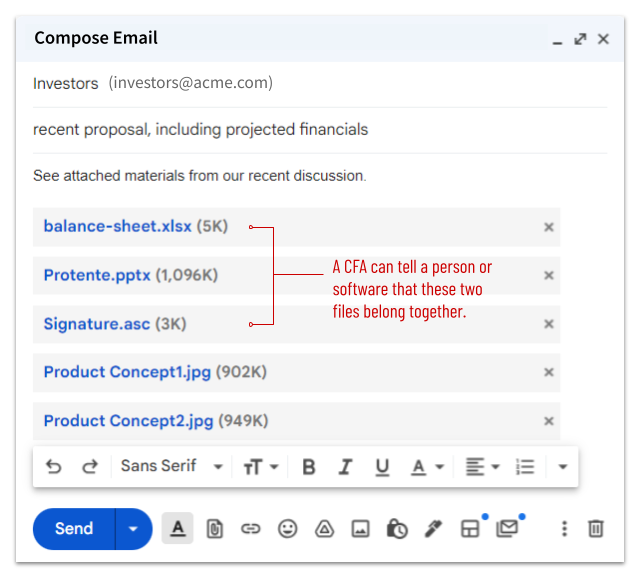 Compose Email
Investors (investors@acme.com)
recent proposal, including projected financials
See attached materials from our recent discussion.
balance-sheet.xlsx (5K)
Protente.pptx (1,096K)
Signature.asc (3K)
A CFA can tell a person or
software that these two
files belong together.
Product Concept1.jpg (902K)
Product Concept2.jpg (949K)
Sans Serif
Send